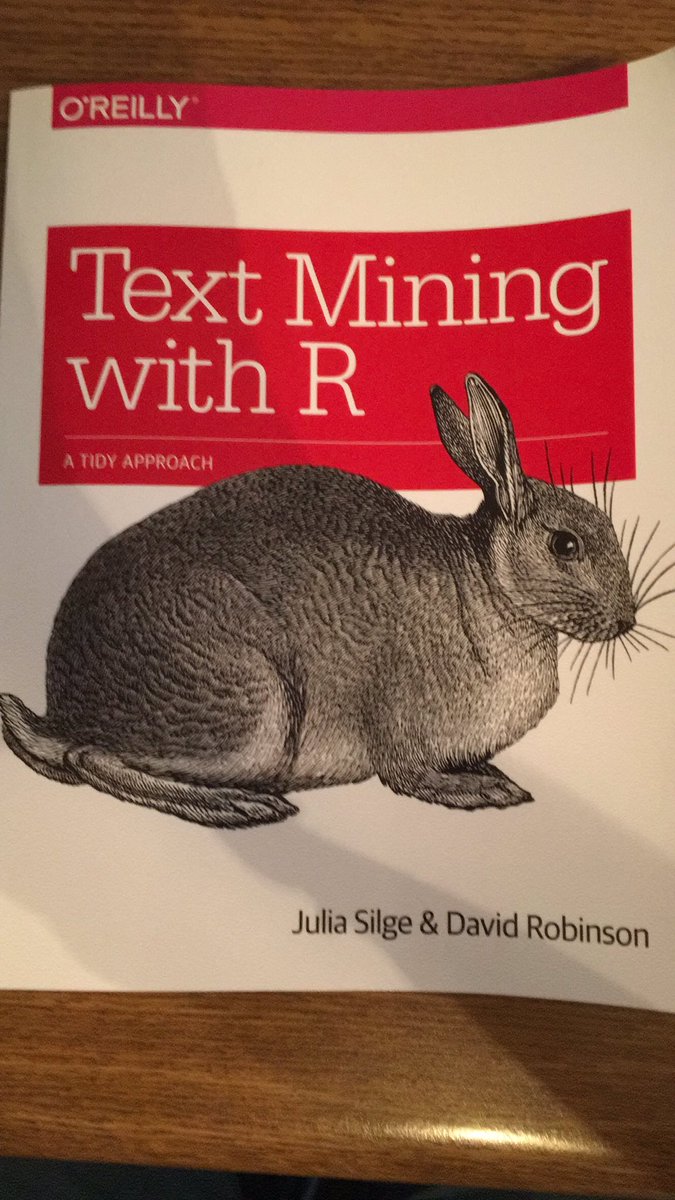 O'REILLY®
Text Mining
with R
A TIDY APPROACH
Julia Silge & David Robinson